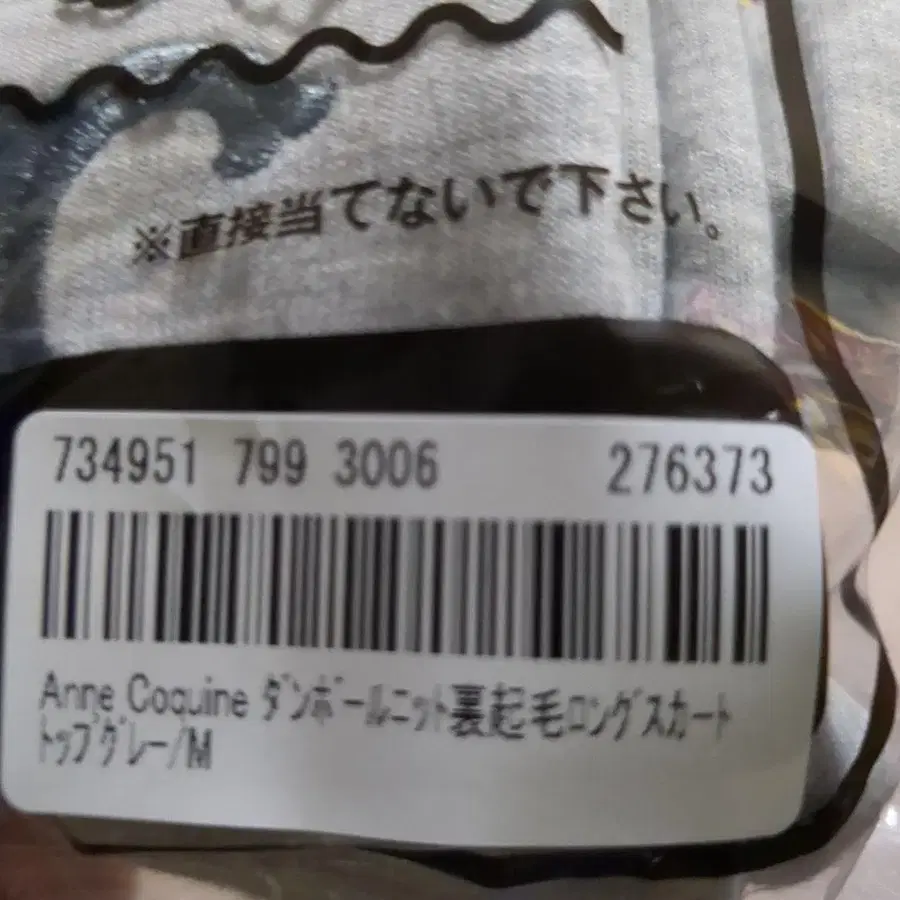 ※直接当てないで下さい。
734951 799 3006 276373
Anne Coquine ﾀﾞﾝﾎﾞｰﾙﾆｯﾄ裏起毛ﾛﾝｸﾞｽｶｰﾄ
ﾄｯﾌﾟｸﾞﾚｰ/M